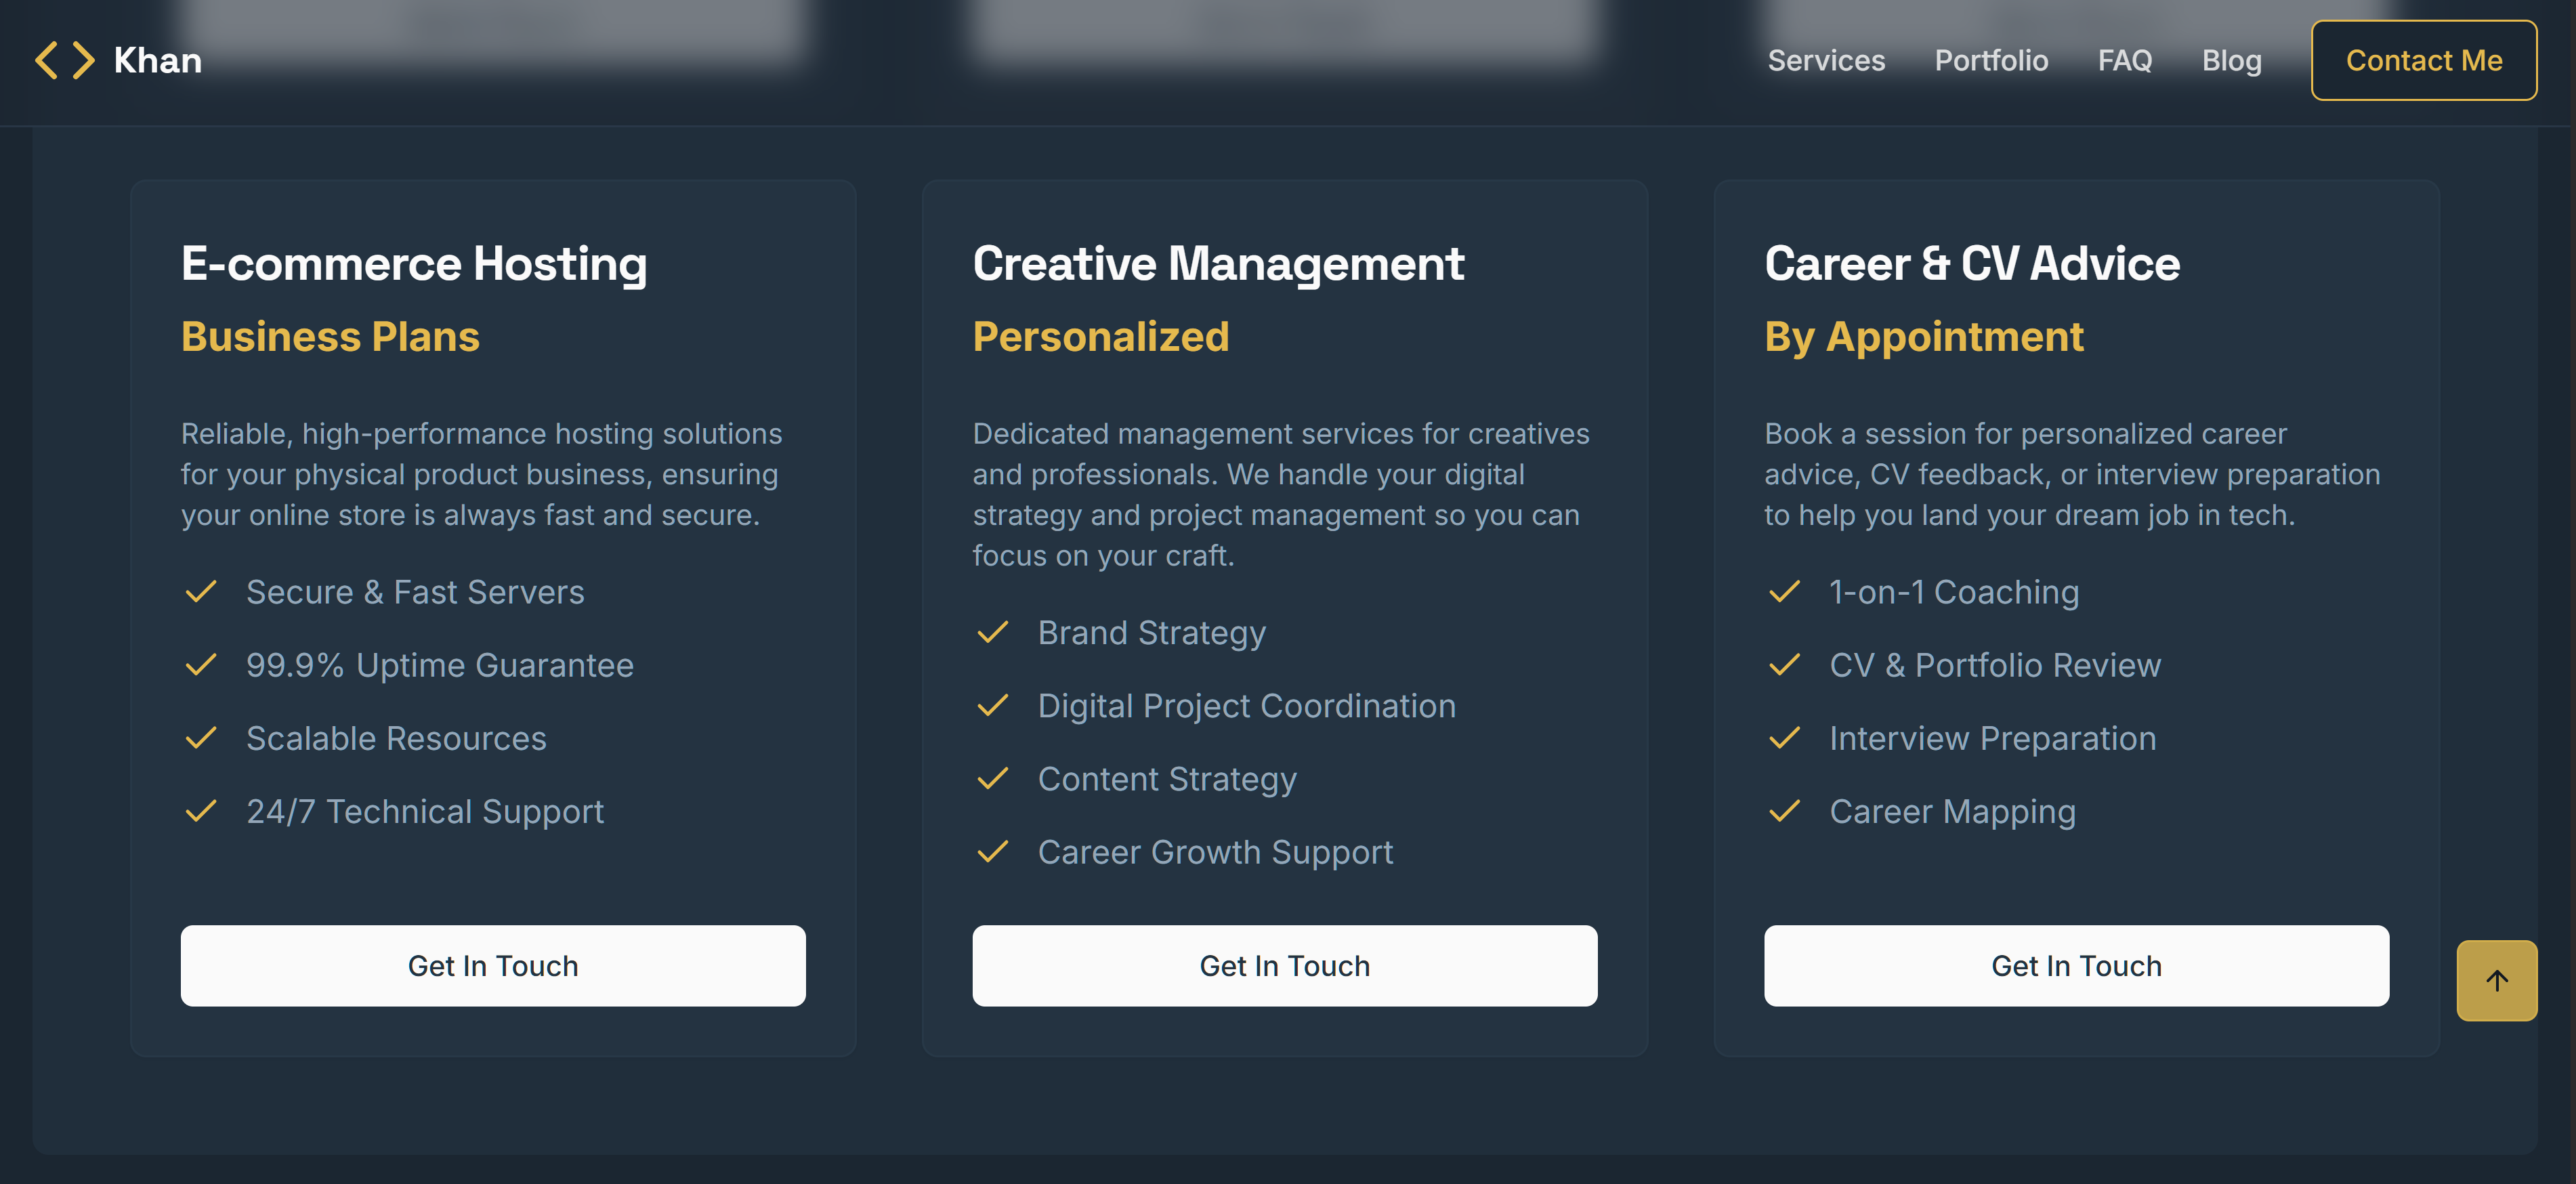 Khan
Services
Portfolio
FAQ
Blog
Contact Me
E-commerce Hosting
Business Plans
Reliable, high-performance hosting solutions
for your physical product business, ensuring
your online store is always fast and secure.
Secure & Fast Servers
99.9% Uptime Guarantee
Scalable Resources
24/7 Technical Support
Get In Touch
Creative Management
Personalized
Dedicated management services for creatives
and professionals. We handle your digital
strategy and project management so you can
focus on your craft.
Brand Strategy
Digital Project Coordination
Content Strategy
Career Growth Support
Get In Touch
Career & CV Advice
By Appointment
Book a session for personalized career
advice, CV feedback, or interview preparation
to help you land your dream job in tech.
1-on-1 Coaching
CV & Portfolio Review
Interview Preparation
Career Mapping
Get In Touch